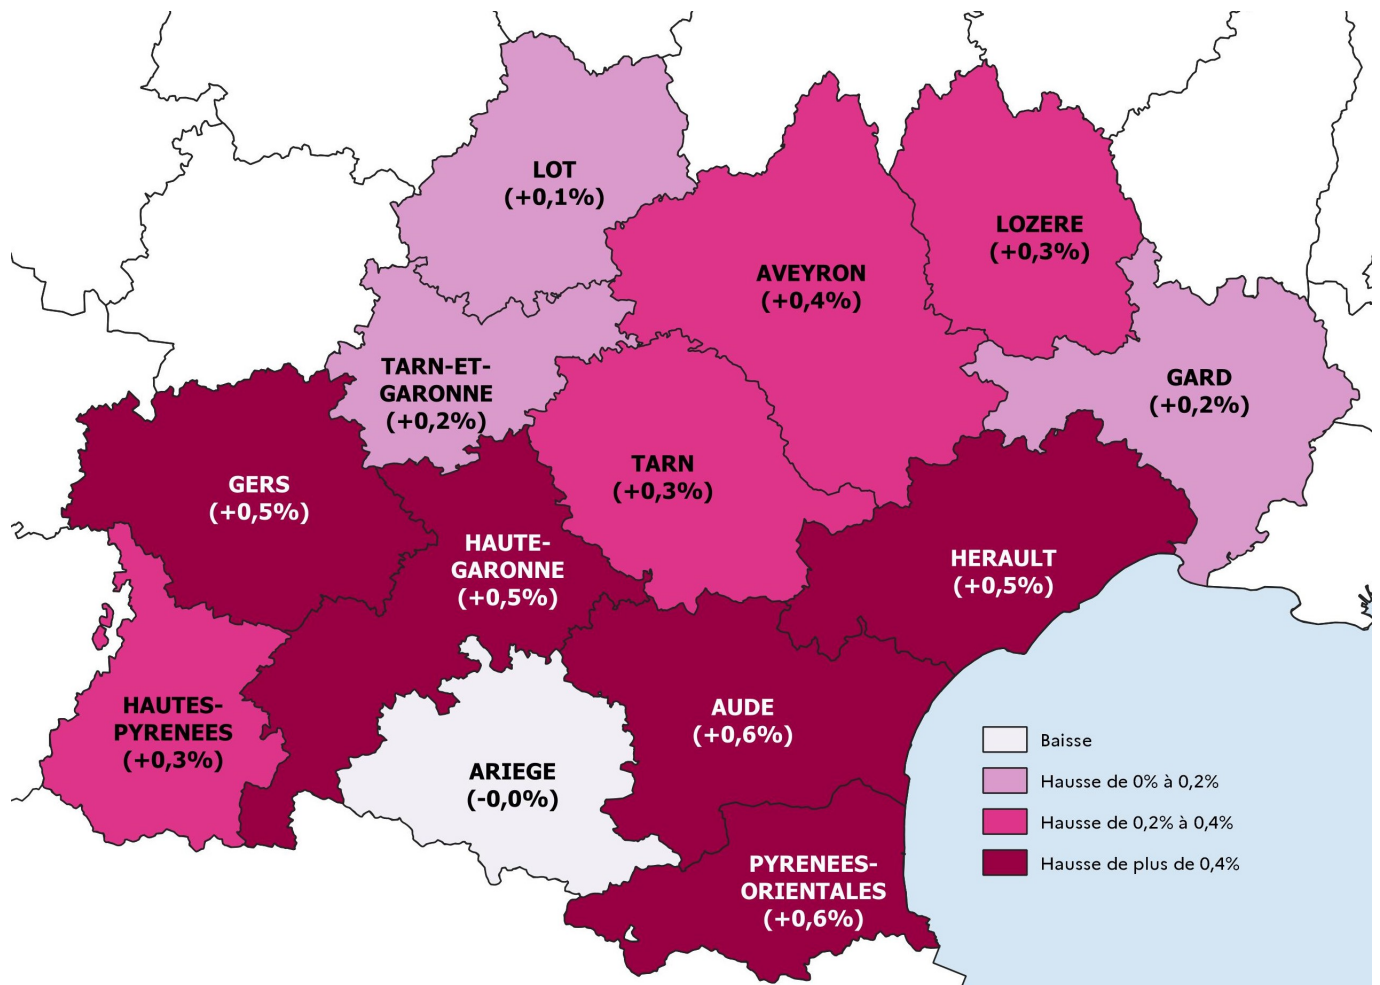 LOT
(+0,1%)
LOZERE
(+0,3%)
AVEYRON
(+0,4%)
TARN-ET-
GARONNE
(+0,2%)
GARD
(+0,2%)
TARN
(+0,3%)
GERS
(+0,5%)
HAUTE-
GARONNE
(+0,5%)
HERAULT
(+0,5%)
HAUTES-
PYRENEES
(+0,3%)
AUDE
(+0,6%)
ARIEGE
(-0,0%)
PYRENEES-
ORIENTALES
(+0,6%)
Baisse
Hausse de 0% à 0,2%
Hausse de 0,2% à 0,4%
Hausse de plus de 0,4%